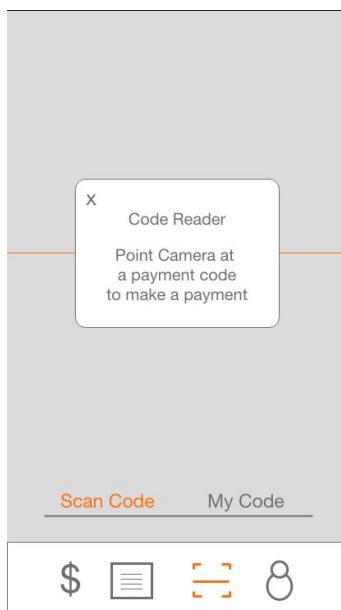 x
Code Reader
Point Camera at
a payment code
to make a payment
Scan Code My Code
$